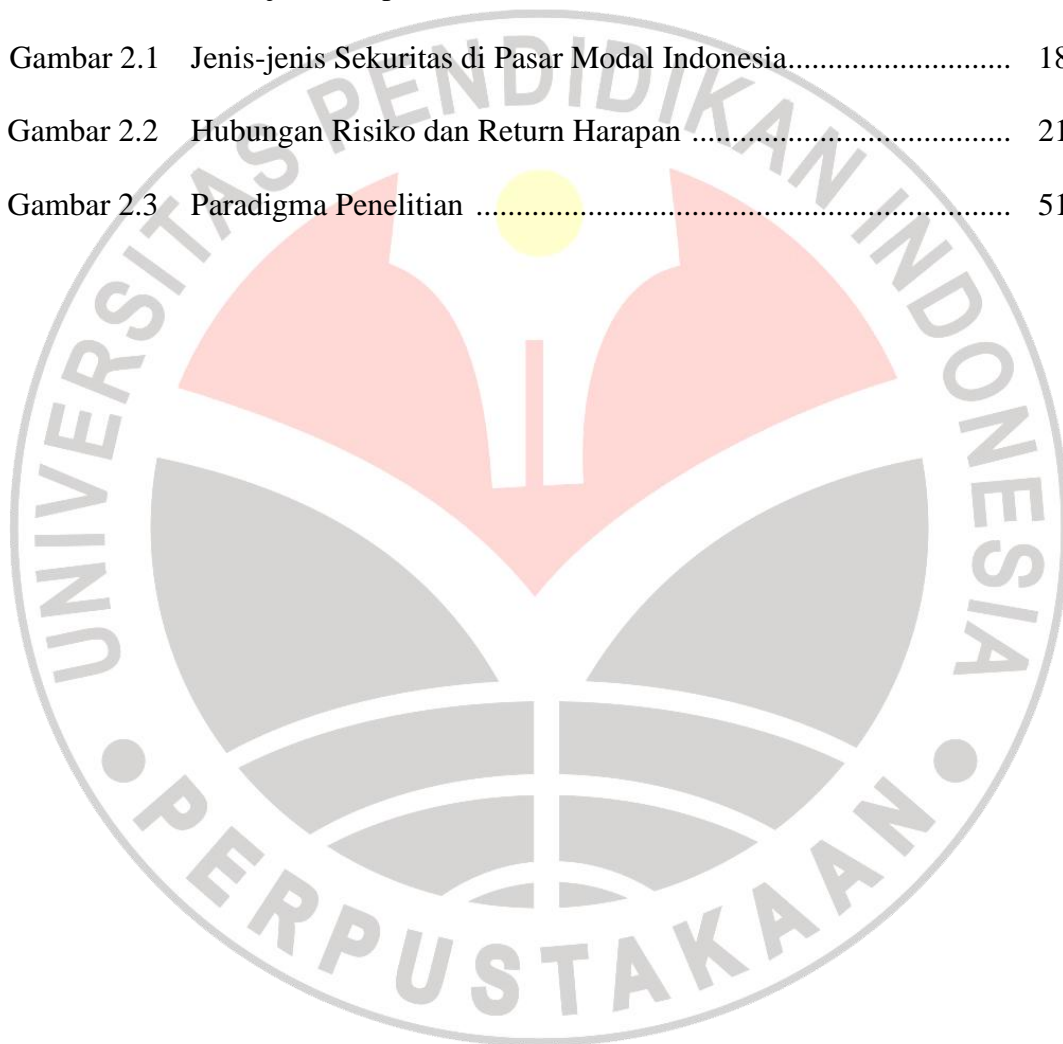 Gambar 2.1 Jenis-jenis Sekuritas di Pasar Modal Indonesia........................... 18
Gambar 2.2 Hubungan Risiko dan Return Harapan ........................................ 21
Gambar 2.3 Paradigma Penelitian ................................................................... 51
UNIVERSITAS PENDIDIKAN INDONESIA
PERPUSTAKAAN